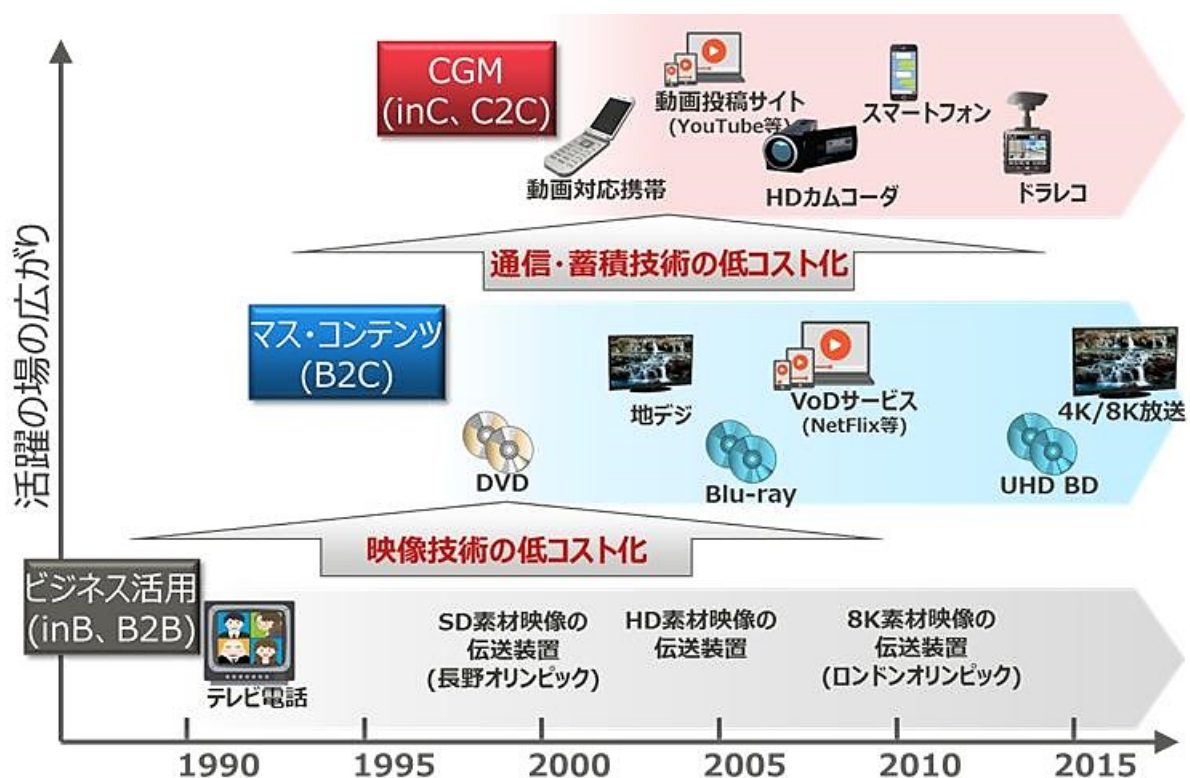 活躍の場の広がり
CGM
(inC、C2C)
動画対応携帯
動画投稿サイト
(YouTube等)
HDカムコーダ
スマートフォン
ドラレコ
通信・蓄積技術の低コスト化
マス・コンテンツ
(B2C)
DVD
地デジ
Blu-ray
VoDサービス
(NetFlix等)
UHD BD
4K/8K放送
映像技術の低コスト化
ビジネス活用
(inB、B2B)
テレビ電話
SD素材映像の
伝送装置
(長野オリンピック)
HD素材映像の
伝送装置
8K素材映像の
伝送装置
(ロンドンオリンピック)
1990
1995
2000
2005
2010
2015